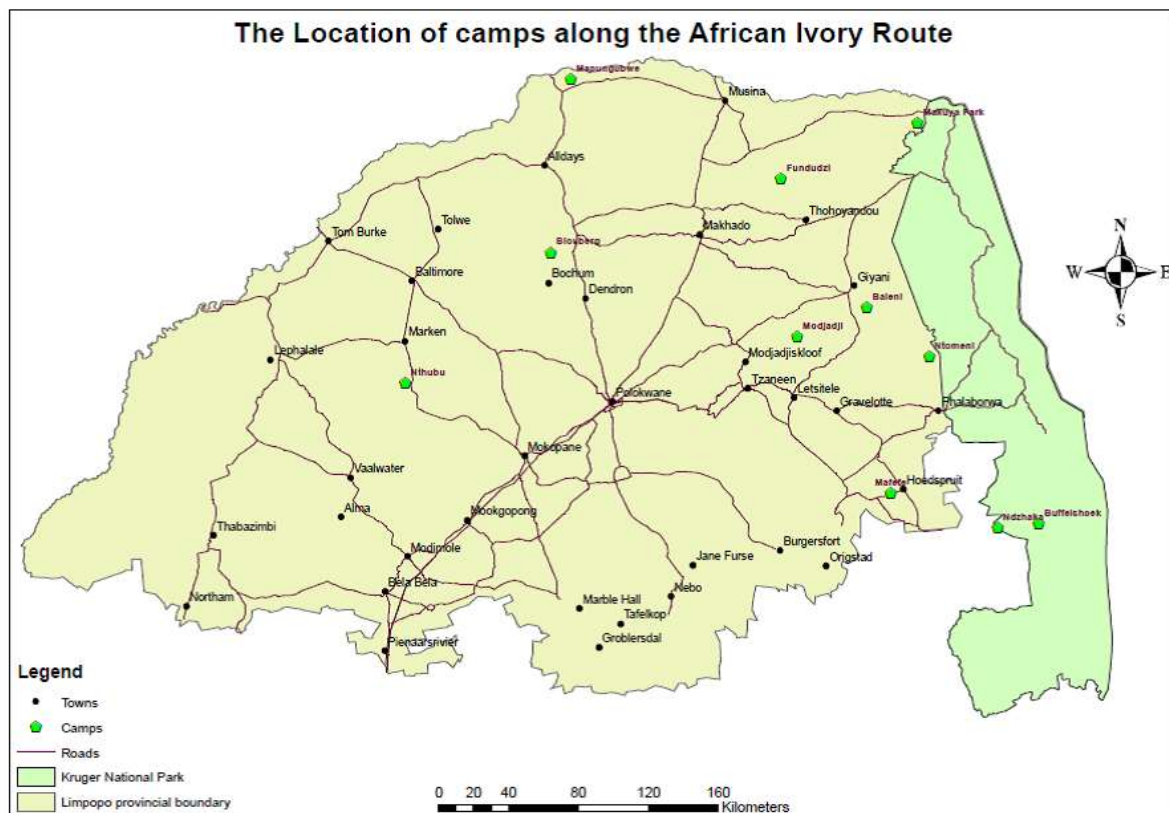 The Location of camps along the African Ivory Route
Mapungubwe
Musina
Makuya Park
Alldays
Fundudzi
Thohoyandou
Tolwe
Makhado
Tom Burke
Blouberg
Baltimore
Bochum
Giyani
Dendron
Baleni
Marken
Modjadji
Lephalale
Modjadjiskloof
Ntomeni
Nthubu
Tzaneen
Letsitele
Polokwane
Gravelotte
Phalaborwa
Mokopane
Vaalwater
Mafefe
Hoedspruit
Alma
Mookgopong
Ndzhaka
Buffelshoek
Thabazimbi
Modimole
Burgersfort
Jane Furse
Origstad
Bela Bela
Nebo
Northam
Marble Hall
Tafelkop
Groblersdal
Pienaarsrivier
N
W
E
S
Legend
Towns
Camps
Roads
Kruger National Park
Limpopo provincial boundary
0 20 40 80 120 160
Kilometers